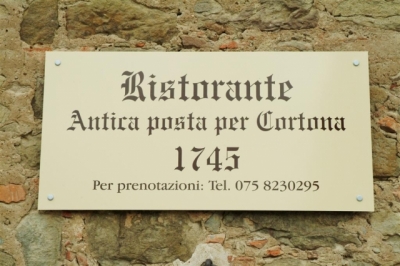 Ristorante
Antica posta per Cortona
1745
Per prenotazioni: Tel. 075 8230295